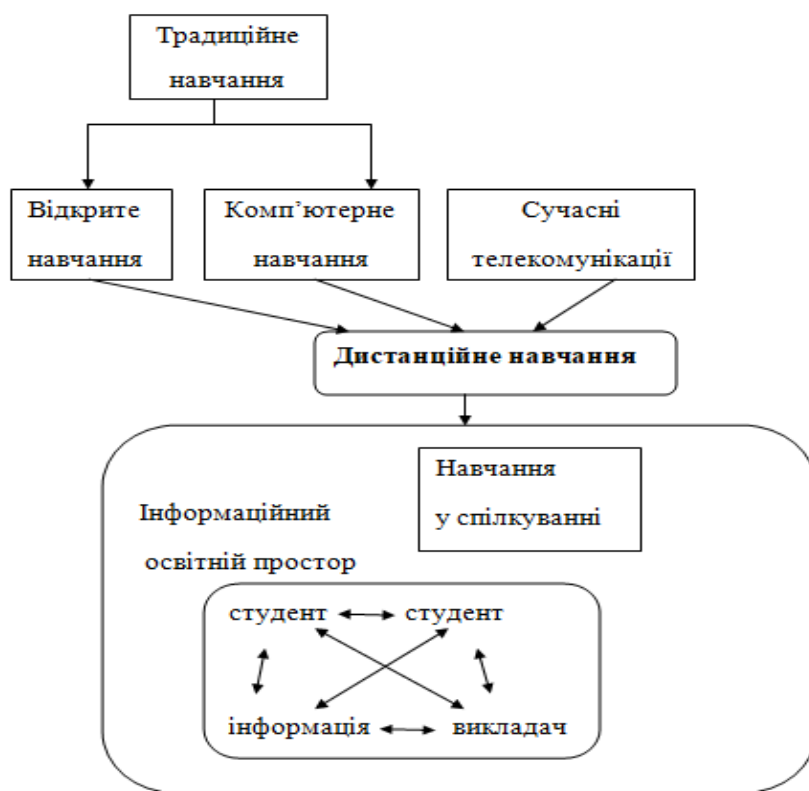 Традиційне
навчання
Відкрите
навчання
Комп’ютерне
навчання
Сучасні
телекомунікації
Дистанційне навчання
Навчання
у спілкуванні
Інформаційний
освітній простор
студент студент
інформація викладач